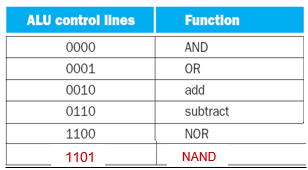 ALU control lines Function
0000 AND
0001 OR
0010 add
0110 subtract
1100 NOR
1101 NAND